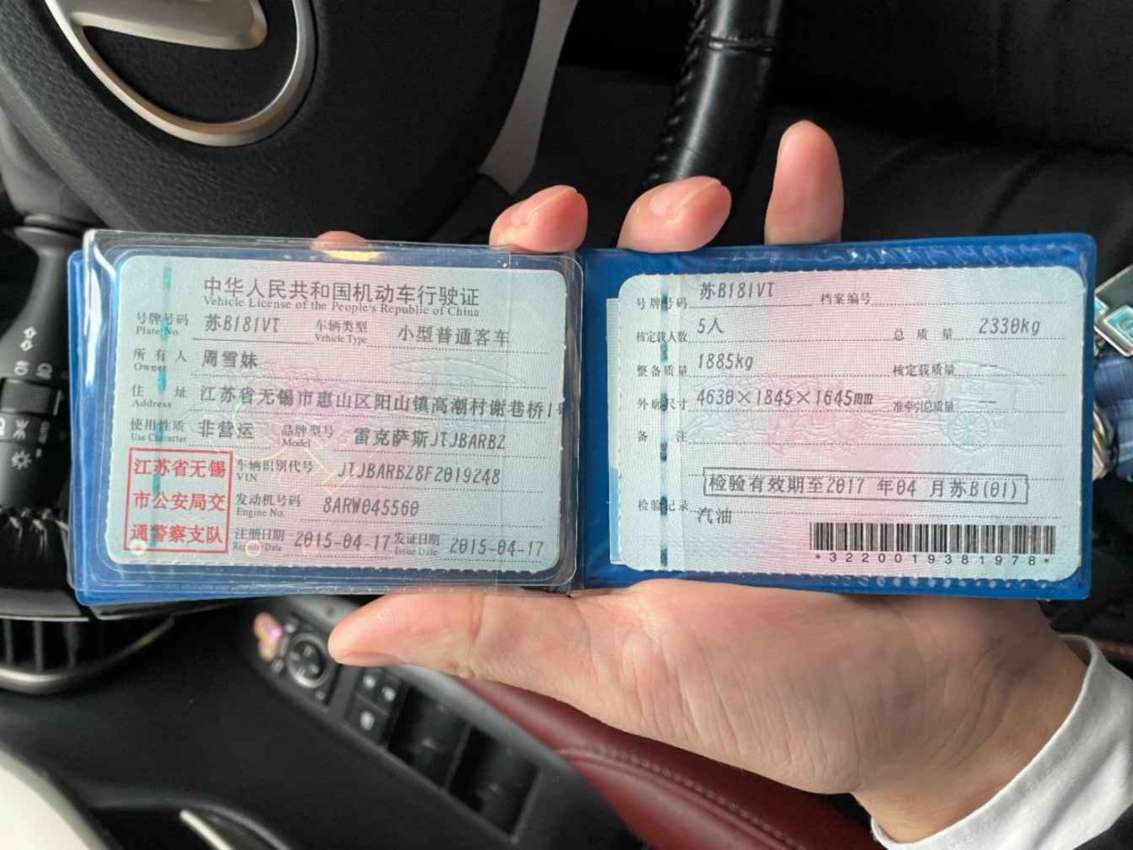 中华人民共和国机动车行驶证
Vehicle License of the People's Republic of China
号牌号码 苏B181VT 车辆类型 小型普通客车
Plate No. Vehicle Type
所有人 周雪妹
Owner
住址 江苏省无锡市惠山区阳山镇高潮村谢巷桥1号
Address
使用性质 非营运 品牌型号 雷克萨斯JTJBARBZ
Use Character Model
江苏省无锡
市公安局交
通警察支队
车辆识别代号 JTJBARBZ8F2019248
VIN
发动机号码 8ARW045560
Engine No.
注册日期 2015-04-17 发证日期 2015-04-17
Register Date Issue Date
号牌号码 苏B181VT 档案编号
核定载人数 5人 总质量 2330kg
整备质量 1885kg 核定载质量 --
外廓尺寸 4630×1845×1645mm 准牵引总质量 --
备注
检验有效期至2017 年04 月苏B(01)
检验记录
汽油
*3220019381978*